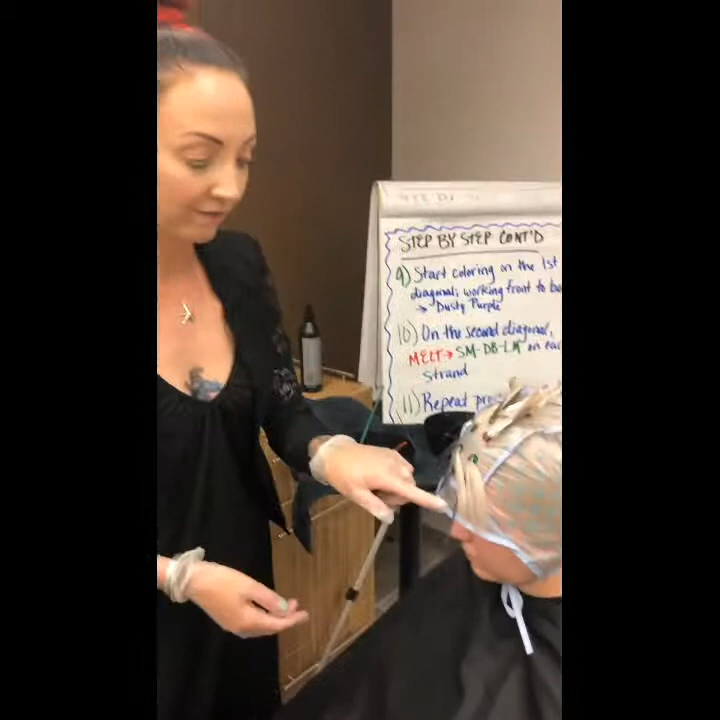 STEP BY STEP CONT'D
9) Start coloring on the 1st
diagonal; working front to
→ Dusty Purple
10) On the second diagonal,
MELT→ SM-DB-LM on
strand
11) Repeat